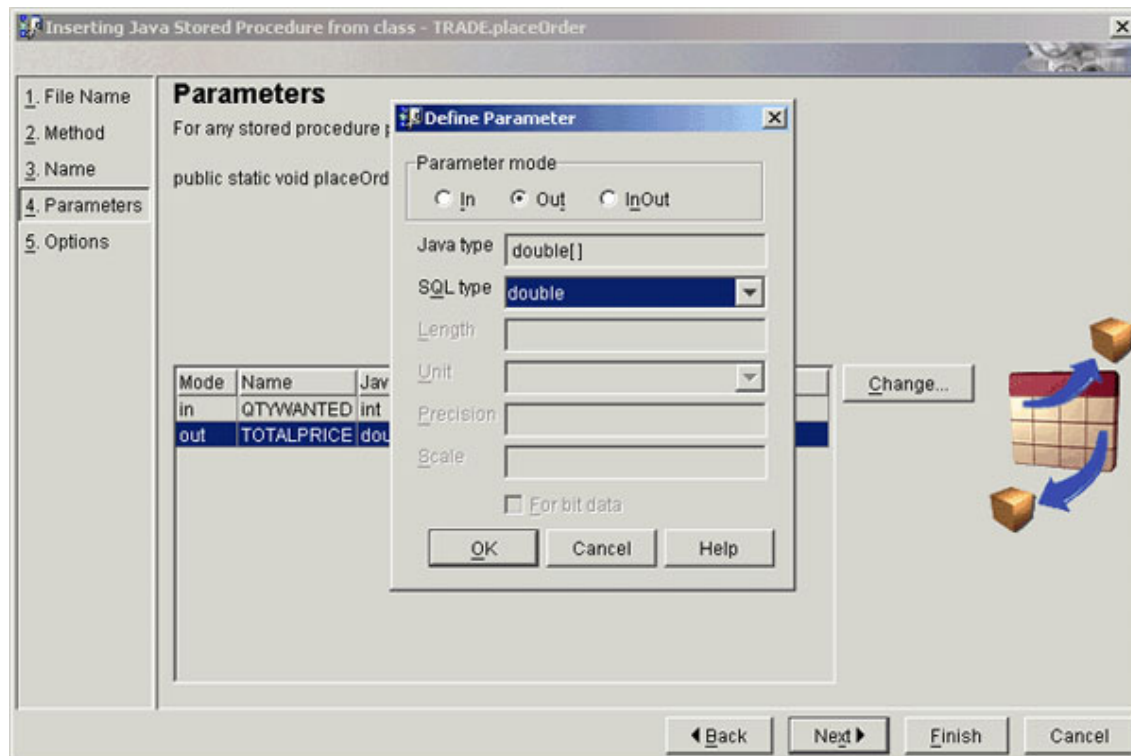 Inserting Java Stored Procedure from class - TRADE.placeOrder
1. File Name
2. Method
3. Name
4. Parameters
5. Options
Parameters
For any stored procedure
public static void placeOrd
Define Parameter
Parameter mode
In Out InOut
Java type double[]
SQL type double
Length
Unit
Precision
Scale
For bit data
OK Cancel Help
Mode Name Jav
in QTYWANTED int
out TOTALPRICE dou
Change...
Back Next Finish Cancel